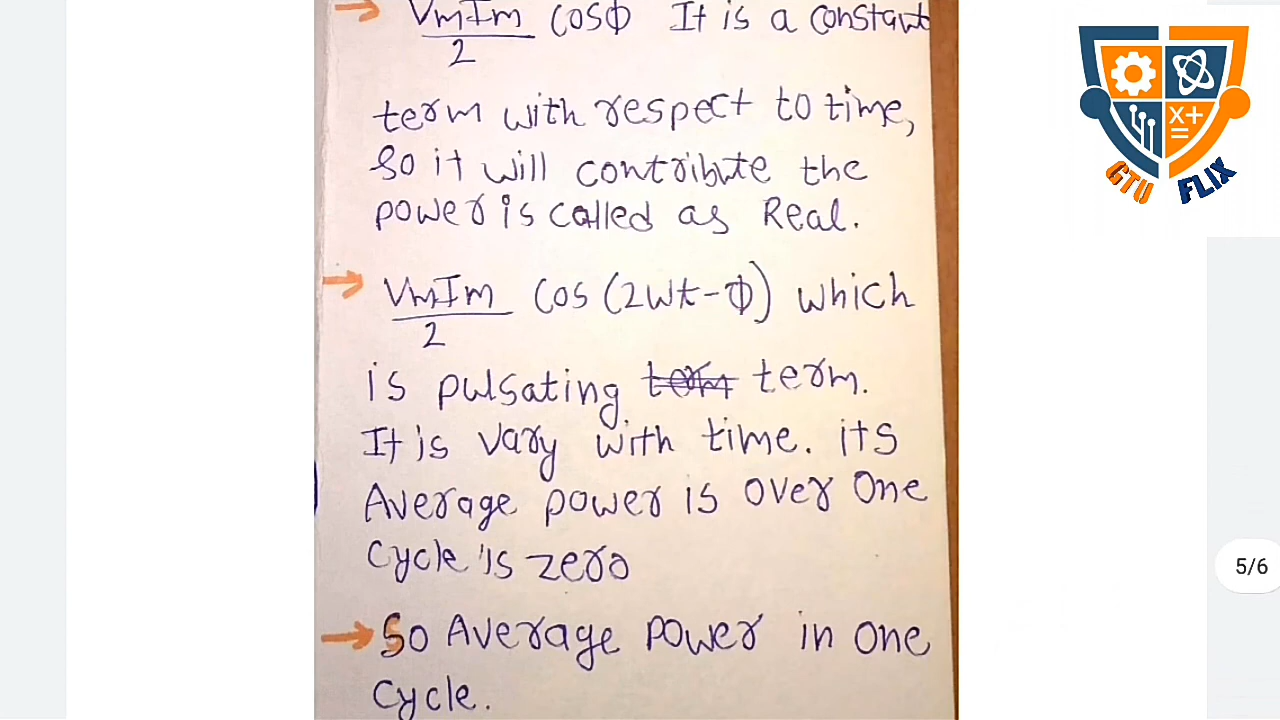 → VmIm/2 cosϕ It is a constant
term with respect to time,
So it will contribute the
power is called as Real.
→ VmIm/2 cos (2wt-ϕ) which
is pulsating term term.
It is vary with time. its
Average power is over one
cycle is zero
→ So Average power in one
cycle.
X+
=
GTU FLIX
5/6